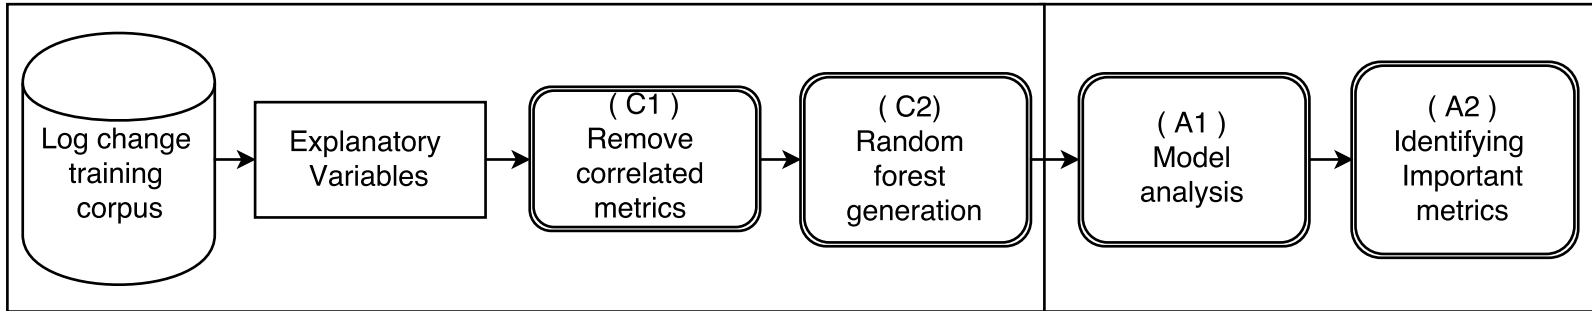 Log change
training
corpus
Explanatory
Variables
( C1 )
Remove
correlated
metrics
( C2)
Random
forest
generation
( A1 )
Model
analysis
( A2 )
Identifying
Important
metrics